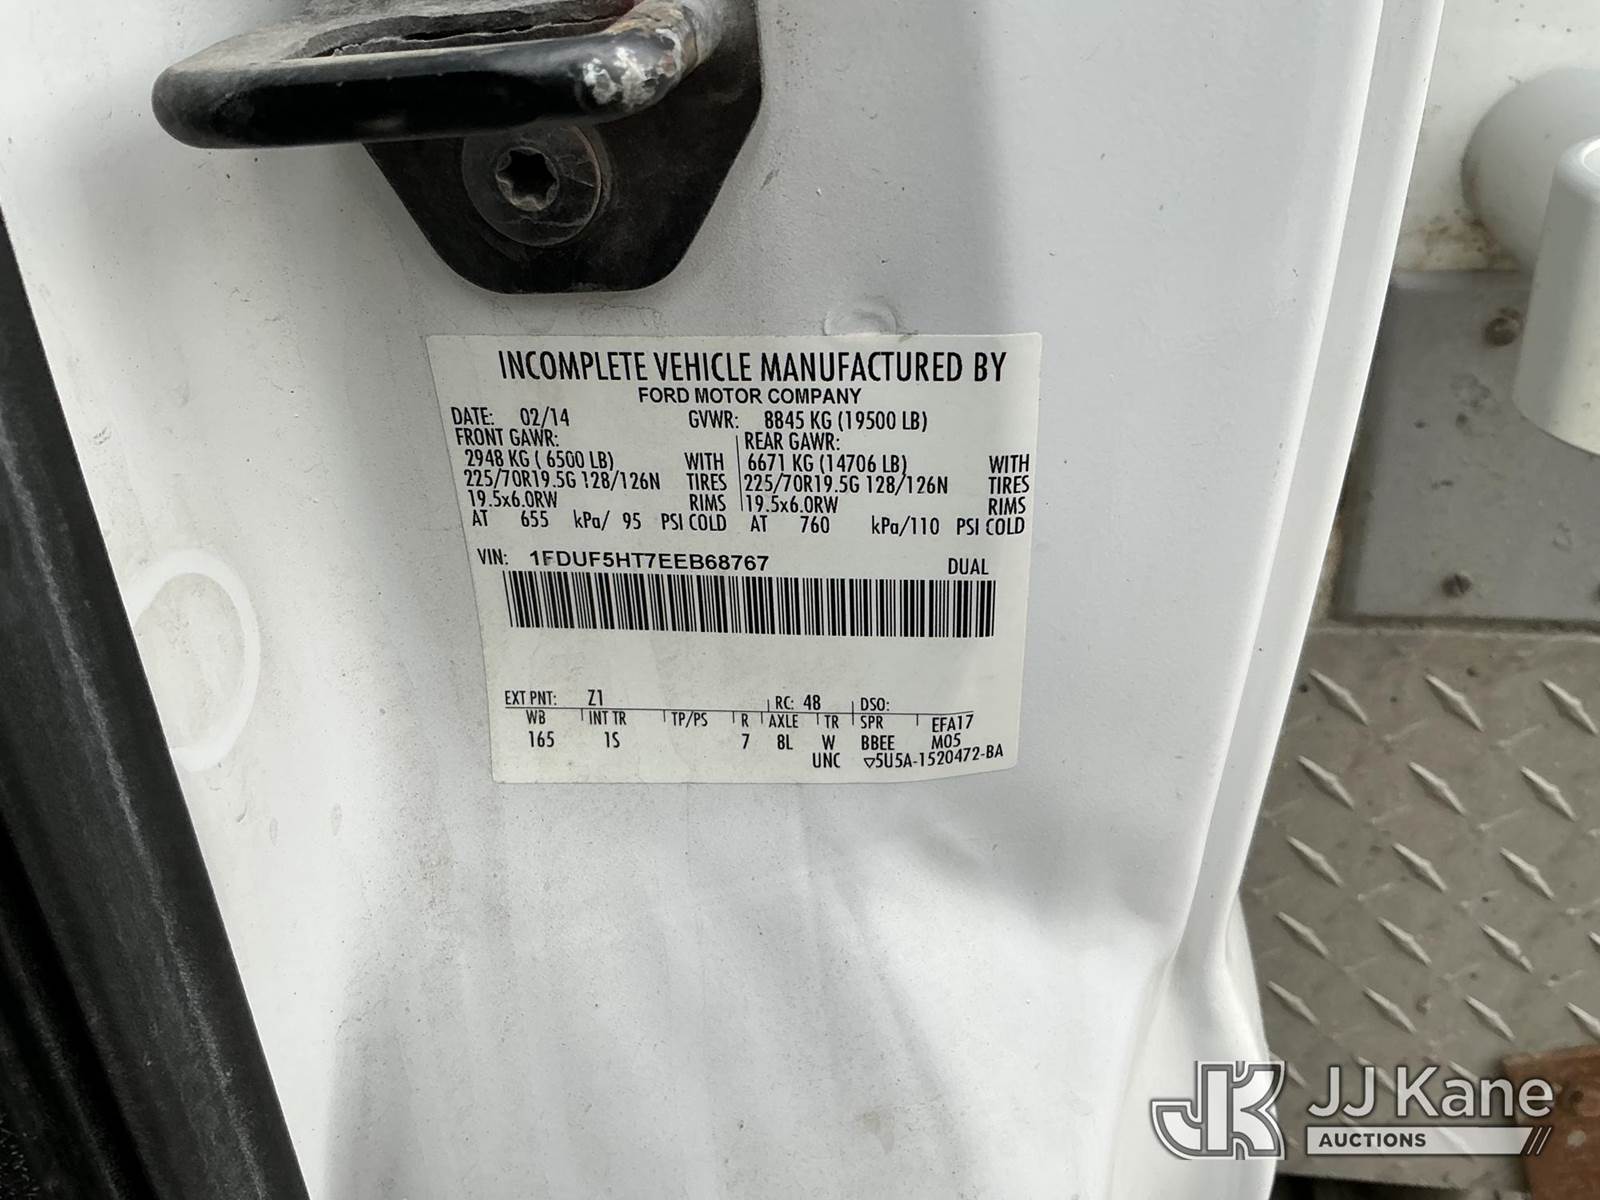 INCOMPLETE VEHICLE MANUFACTURED BY
FORD MOTOR COMPANY
DATE: 02/14 GVWR: 8845 KG (19500 LB)
FRONT GAWR: REAR GAWR:
2948 KG ( 6500 LB) WITH 6671 KG (14706 LB) WITH
225/70R19.5G 128/126N TIRES 225/70R19.5G 128/126N TIRES
19.5x6.0RW RIMS 19.5x6.0RW RIMS
AT 655 kPa/ 95 PSI COLD AT 760 kPa/110 PSI COLD
VIN: 1FDUF5HT7EEB68767 DUAL
EXT PNT: Z1 RC: 48 DSO:
WB INT TR TP/PS R AXLE TR SPR EFA17
165 1S 7 8L W BBEE M05
UNC ▽5U5A-1520472-BA
JK JJ Kane
AUCTIONS